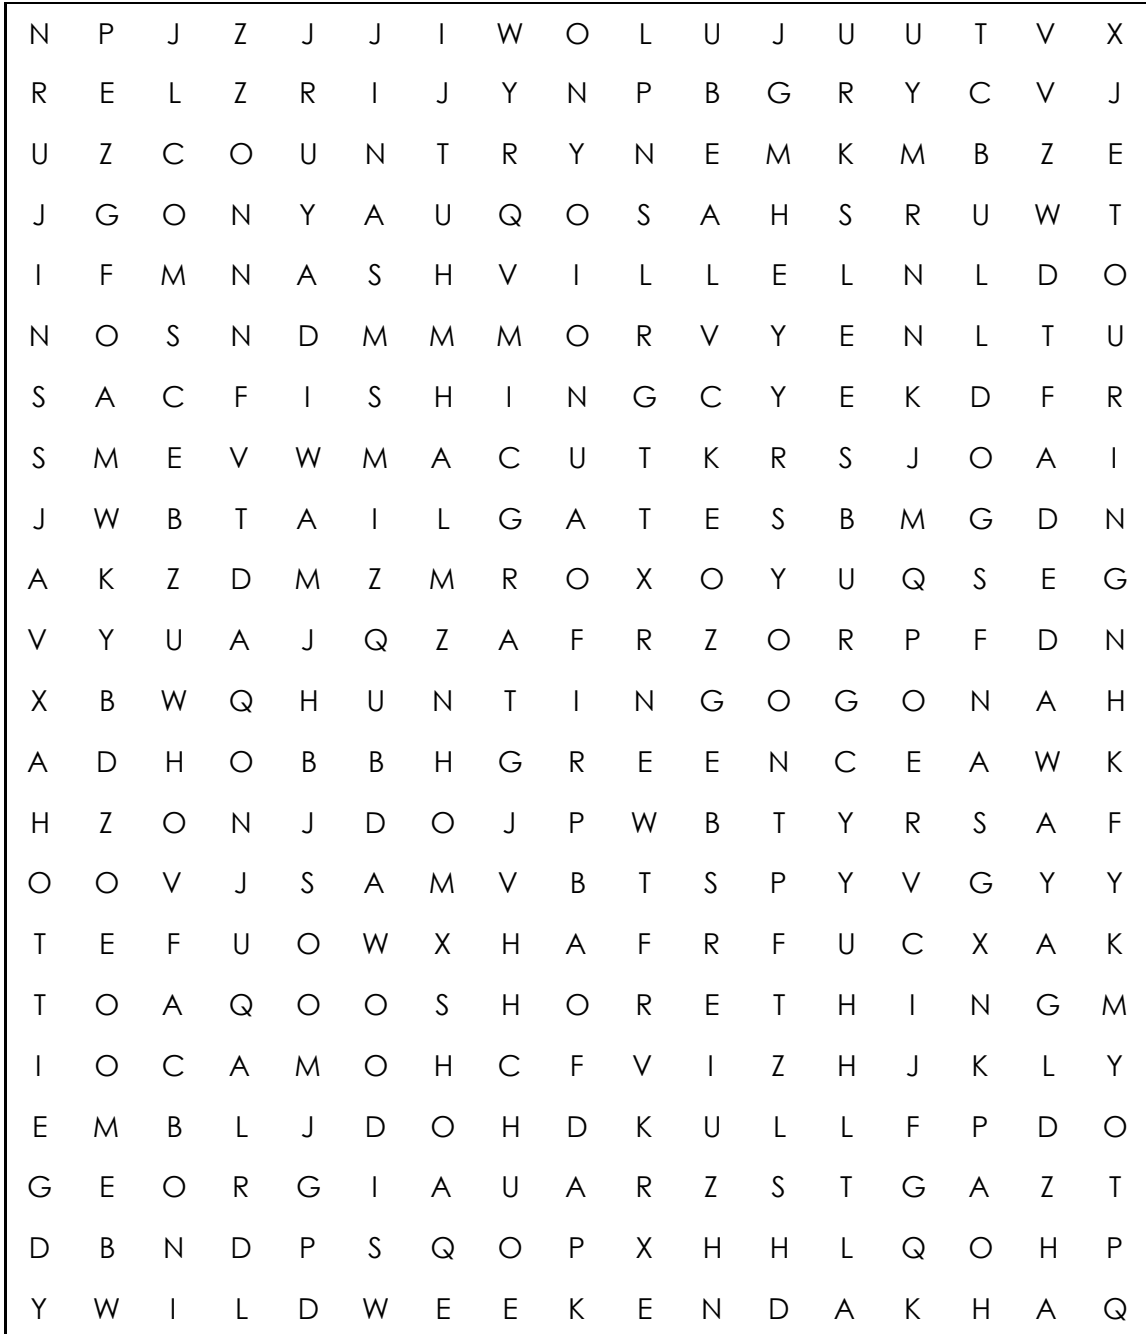 N P J Z J J I W O L U J U U T V X
R E L Z R I J Y N P B G R Y C V J
U Z C O U N T R Y N E M K M B Z E
J G O N Y A U Q O S A H S R U W T
I F M N A S H V I L L E L N L D O
N O S N D M M M O R V Y E N L T U
S A C F I S H I N G C Y E K D F R
S M E V W M A C U T K R S J O A I
J W B T A I L G A T E S B M G D N
A K Z D M Z M R O X O Y U Q S E G
V Y U A J Q Z A F R Z O R P F D N
X B W Q H U N T I N G O G O N A H
A D H O B B H G R E E N C E A W K
H Z O N J D O J P W B T Y R S A F
O O V J S A M V B T S P Y V G Y Y
T E F U O W X H A F R F U C X A K
T O A Q O O S H O R E T H I N G M
I O C A M O H C F V I Z H J K L Y
E M B L J D O H D K U L L F P D O
G E O R G I A U A R Z S T G A Z T
D B N D P S Q O P X H H L Q O H P
Y W I L D W E E K E N D A K H A Q